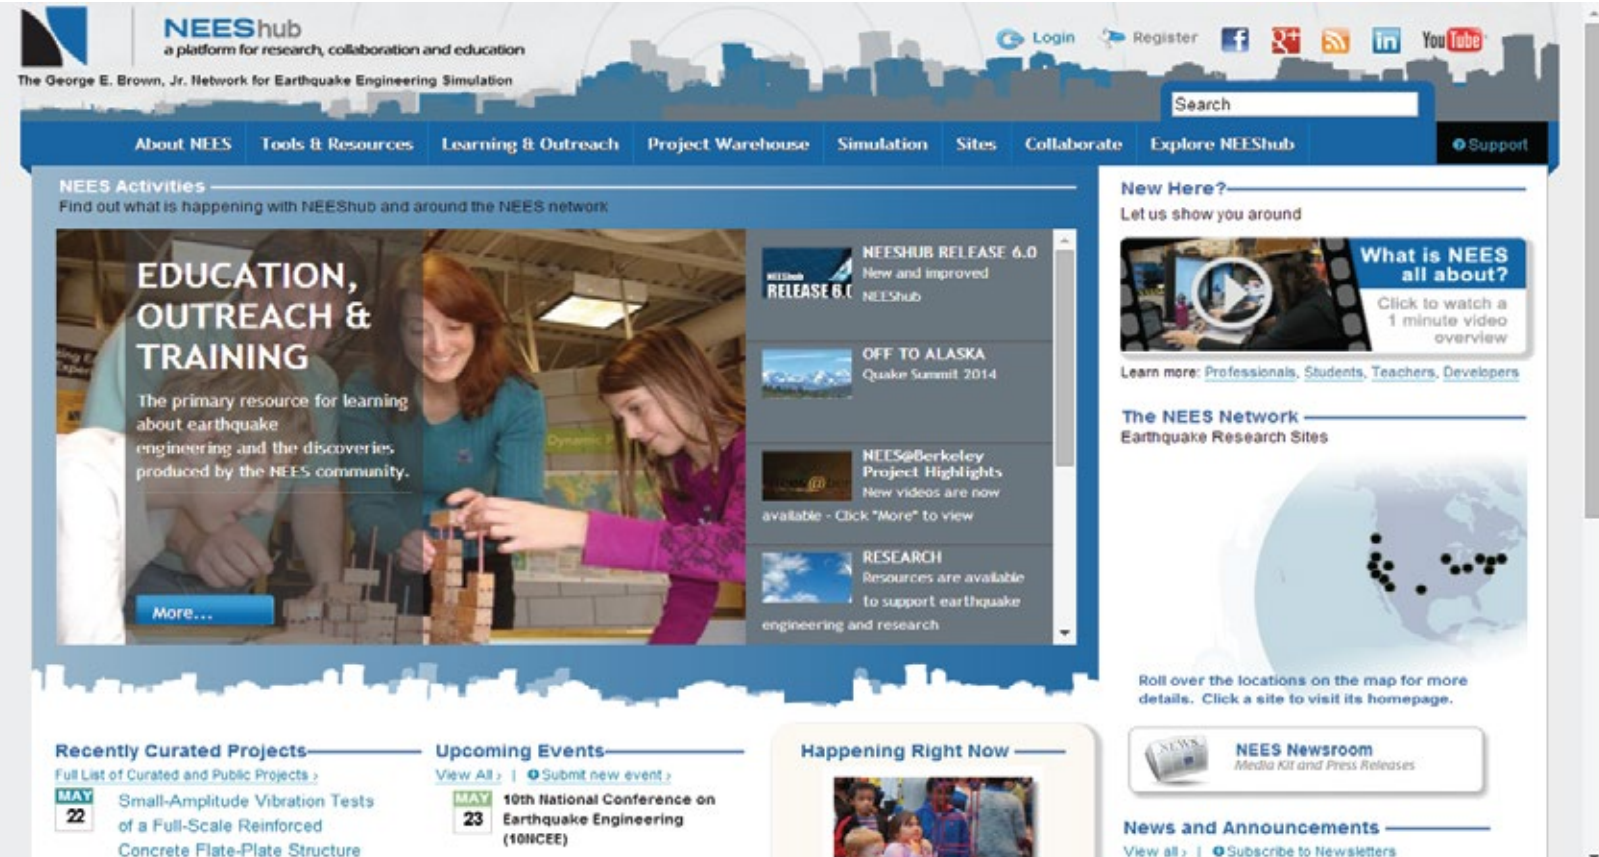 NEEShub
a platform for research, collaboration and education
The George E. Brown, Jr. Network for Earthquake Engineering Simulation
Login
Register
You Tube
Search
About NEES
Tools & Resources
Learning & Outreach
Project Warehouse
Simulation
Sites
Collaborate
Explore NEEShub
Support
NEES Activities
Find out what is happening with NEEShub and around the NEES network
EDUCATION,
OUTREACH &
TRAINING
The primary resource for learning
about earthquake
engineering and the discoveries
produced by the NEES community.
More...
NEEShub
RELEASE 6.0
NEESHUB RELEASE 6.0
New and improved
NEEShub
OFF TO ALASKA
Quake Summit 2014
NEES@Berkeley
Project Highlights
New videos are now
available - Click "More" to view
RESEARCH
Resources are available
to support earthquake
engineering and research
New Here?
Let us show you around
What is NEES
all about?
Click to watch a
1 minute video
overview
Learn more: Professionals, Students, Teachers, Developers
The NEES Network
Earthquake Research Sites
Roll over the locations on the map for more
details. Click a site to visit its homepage.
NEWS
NEES Newsroom
Media Kit and Press Releases
News and Announcements
View all › | Subscribe to Newsletters
Recently Curated Projects
Full List of Curated and Public Projects ›
MAY
22
Small-Amplitude Vibration Tests
of a Full-Scale Reinforced
Concrete Flate-Plate Structure
Upcoming Events
View All › | Submit new event ›
MAY
23
10th National Conference on
Earthquake Engineering
(10NCEE)
Happening Right Now